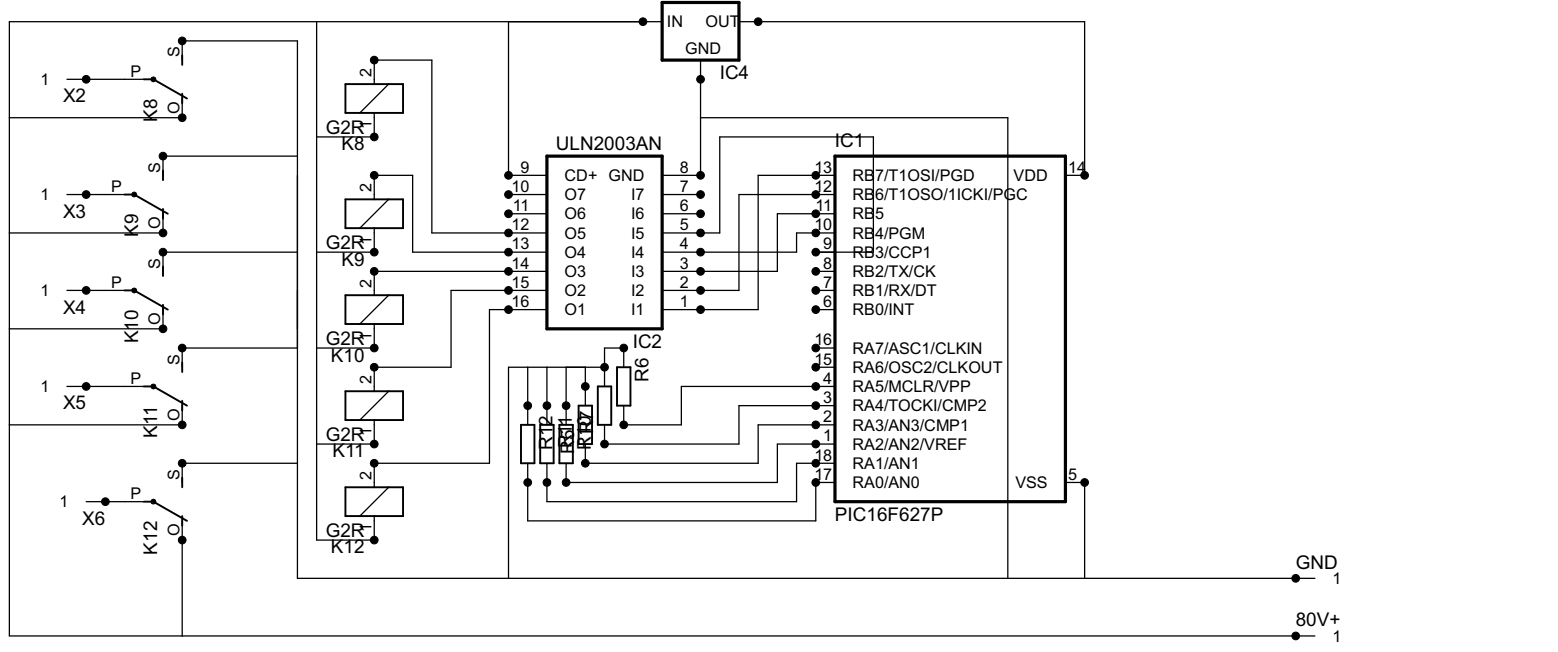 IN OUT
GND
IC4
S
1 P
X2
O
K8
S
1 P
X3
O
K9
S
1 P
X4
O
K10
S
1 P
X5
O
K11
S
1 P
X6
O
K12
2
1
G2R
K8
2
1
G2R
K9
2
1
G2R
K10
2
1
G2R
K11
2
1
G2R
K12
ULN2003AN
9 CD+ GND 8
10 O7 I7 7
11 O6 I6 6
12 O5 I5 5
13 O4 I4 4
14 O3 I3 3
15 O2 I2 2
16 O1 I1 1
IC2
R6
R12
IC1
13 RB7/T1OSI/PGD VDD 14
12 RB6/T1OSO/1ICKI/PGC
11 RB5
10 RB4/PGM
9 RB3/CCP1
8 RB2/TX/CK
7 RB1/RX/DT
6 RB0/INT
16 RA7/ASC1/CLKIN
15 RA6/OSC2/CLKOUT
4 RA5/MCLR/VPP
3 RA4/TOCKI/CMP2
2 RA3/AN3/CMP1
1 RA2/AN2/VREF
18 RA1/AN1
17 RA0/AN0 VSS 5
PIC16F627P
GND
1
80V+
1